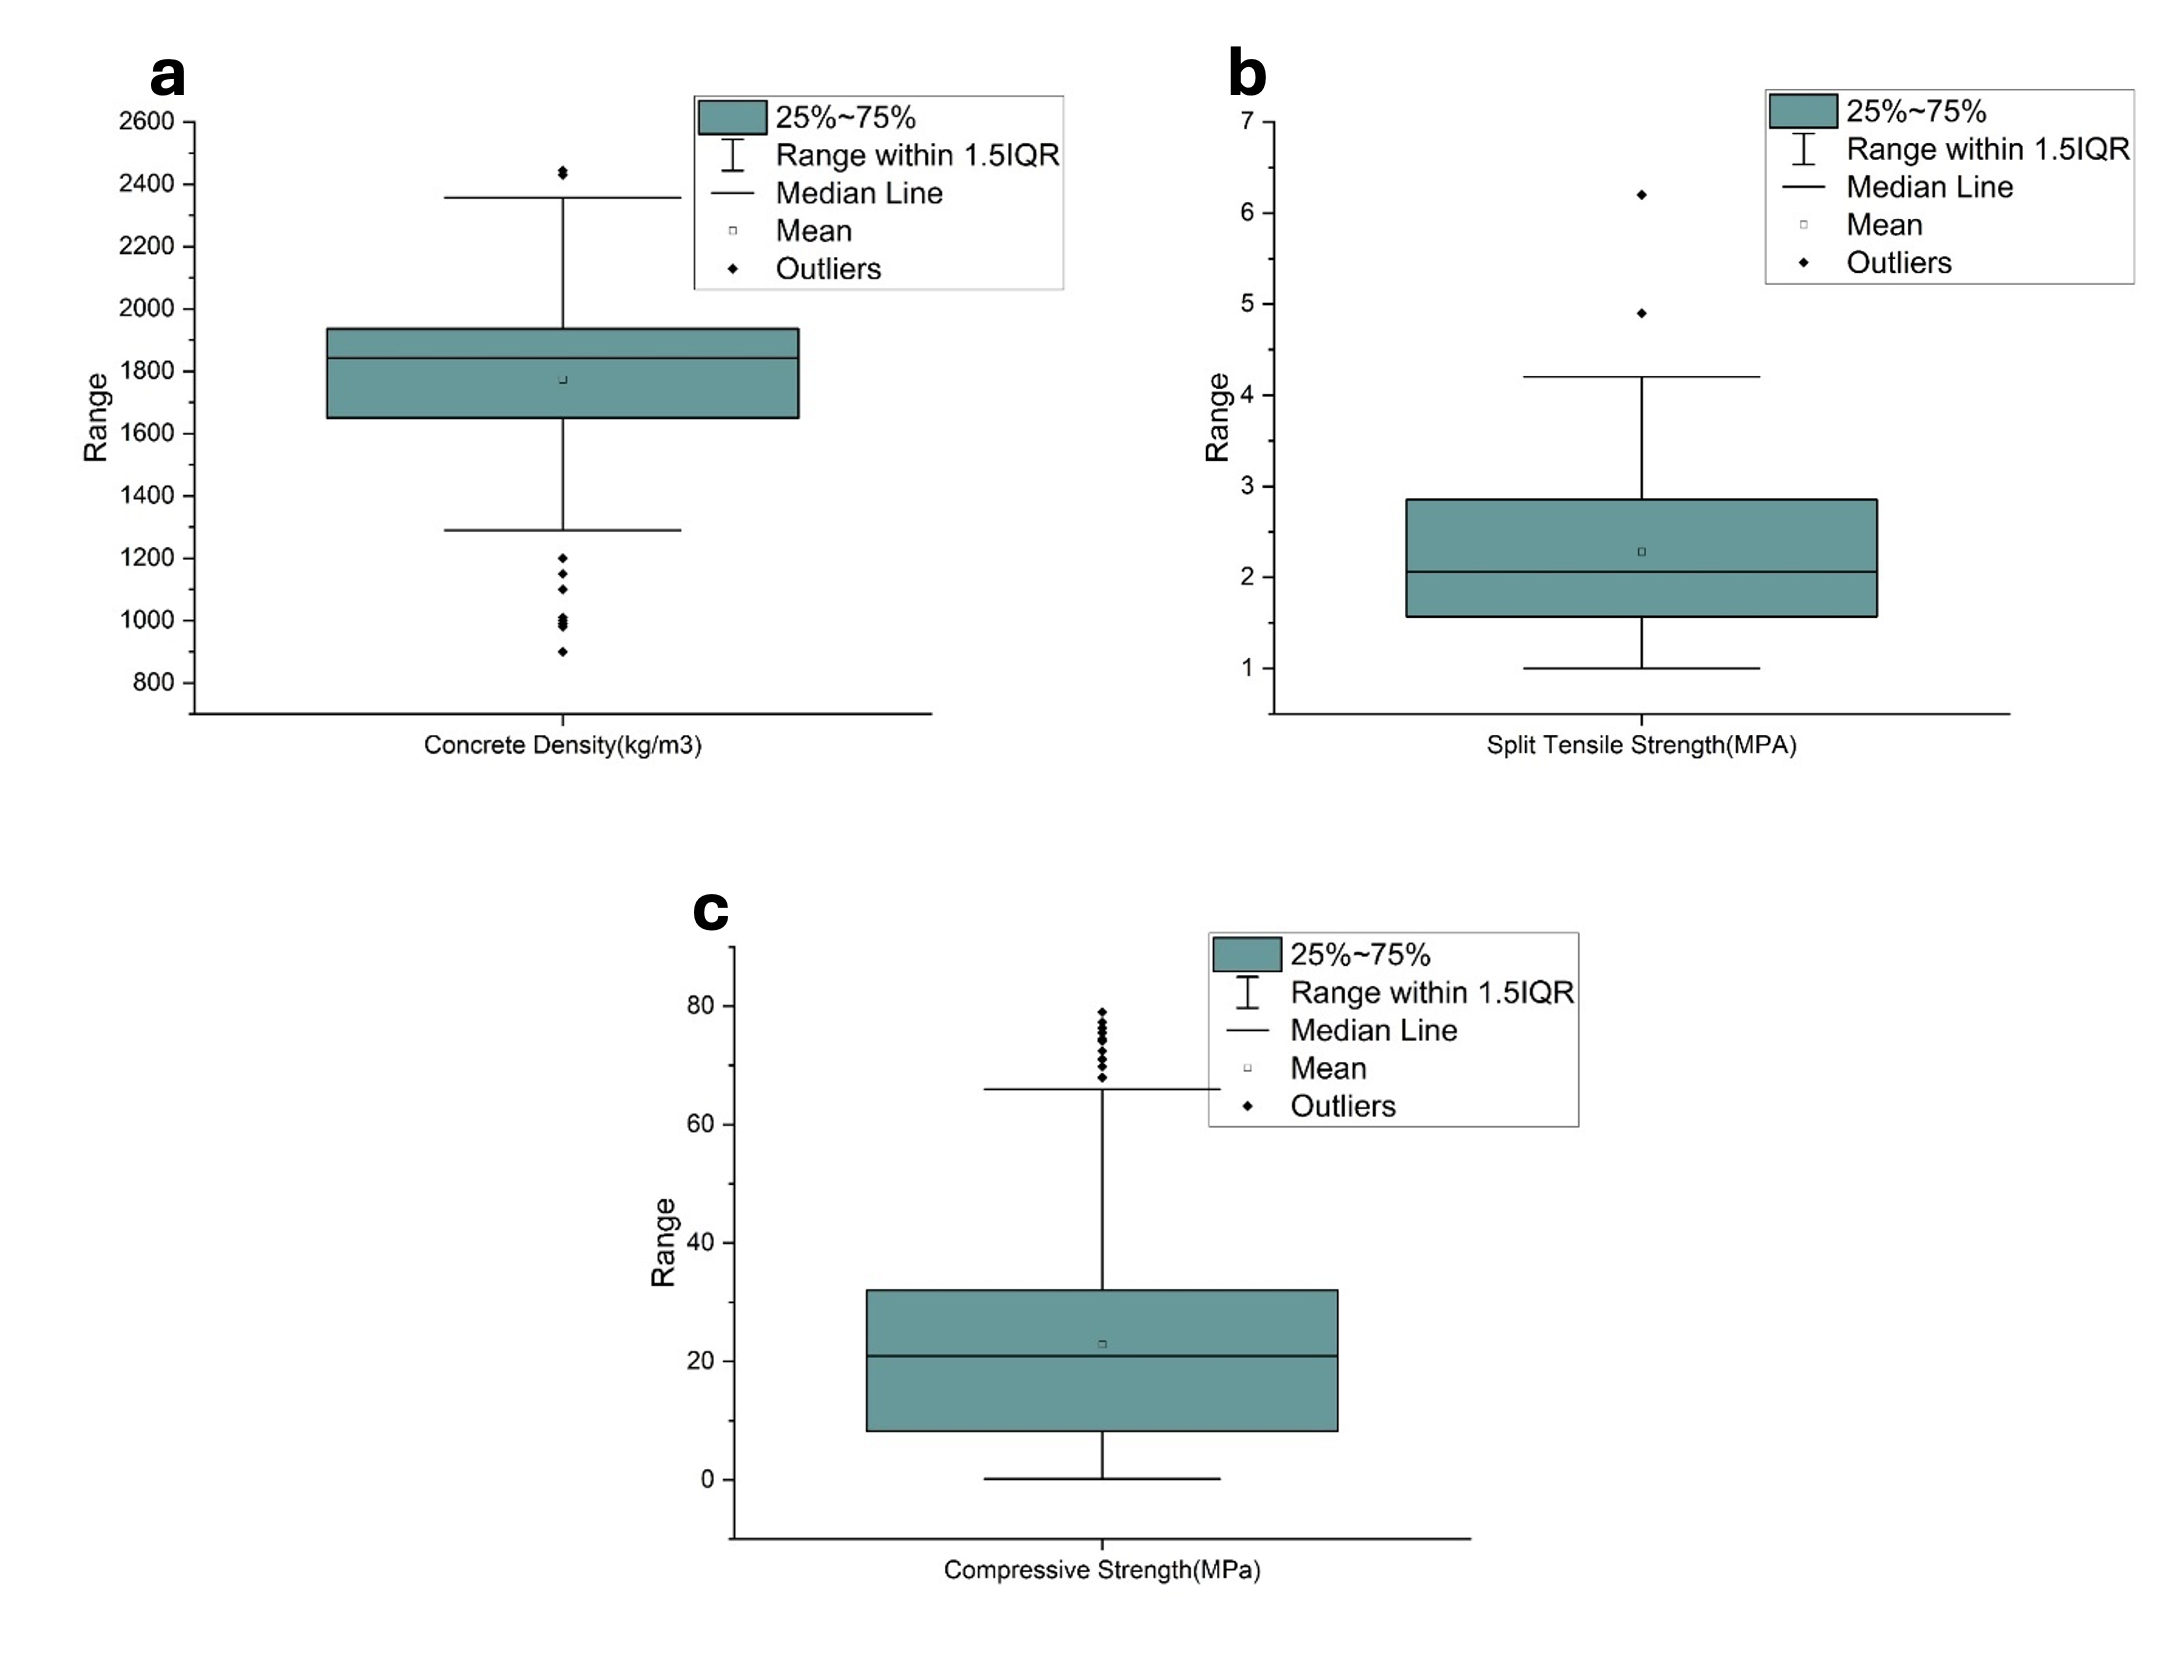 a
2600
2400
2200
2000
1800
1600
1400
1200
1000
800
Range
Concrete Density(kg/m3)
25%~75%
Range within 1.5IQR
Median Line
Mean
Outliers
b
7
6
5
4
3
2
1
Range
Split Tensile Strength(MPA)
25%~75%
Range within 1.5IQR
Median Line
Mean
Outliers
c
80
60
40
20
0
Range
Compressive Strength(MPa)
25%~75%
Range within 1.5IQR
Median Line
Mean
Outliers